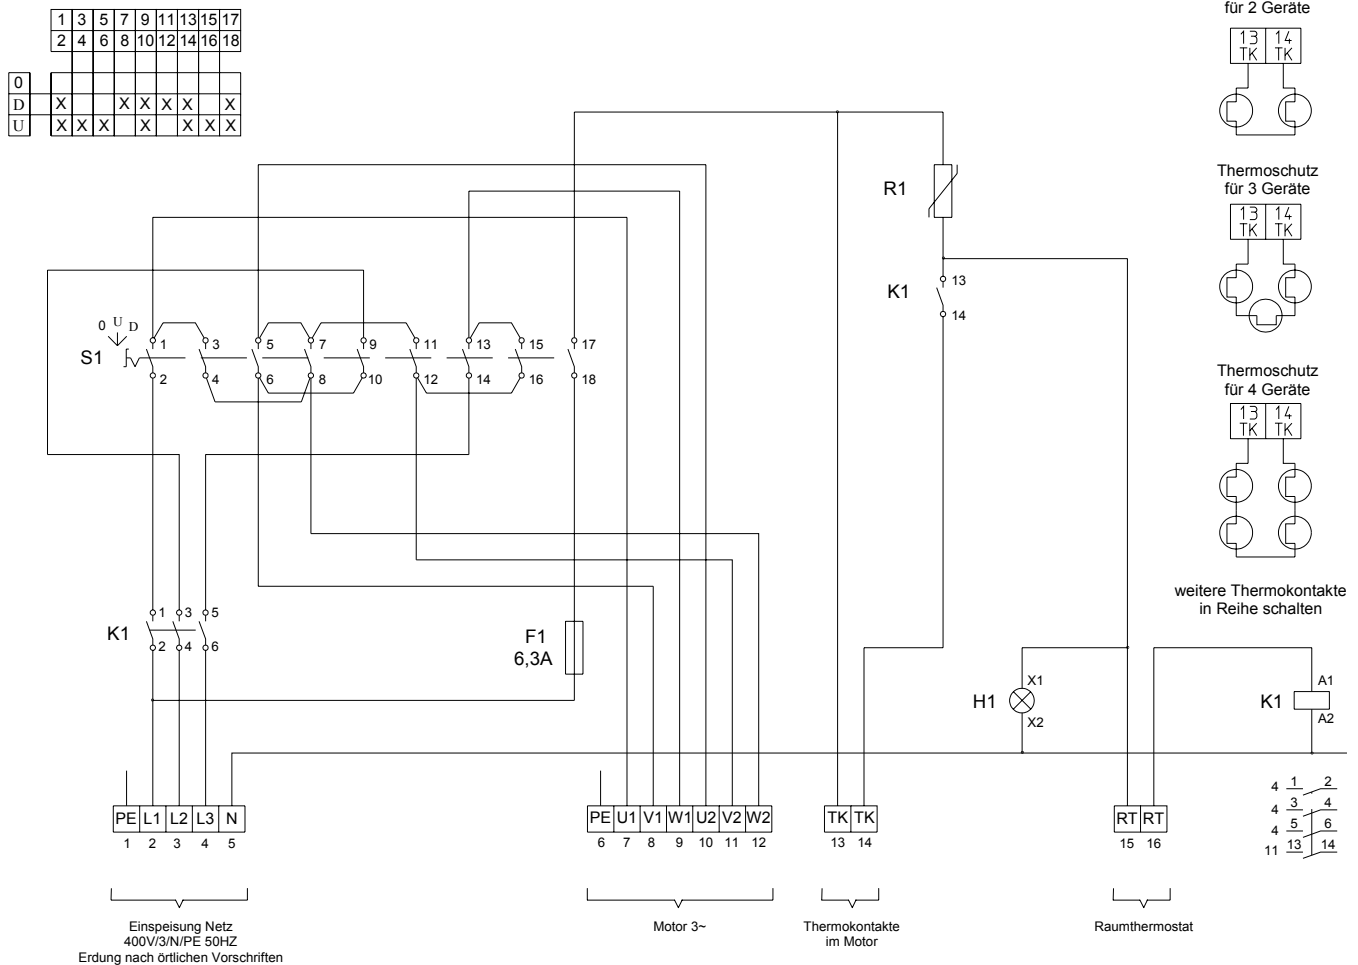 1 3 5 7 9 11 13 15 17
2 4 6 8 10 12 14 16 18
0
D X X X X X X
U X X X X X X X
für 2 Geräte
13 14
TK TK
Thermoschutz
für 3 Geräte
13 14
TK TK
Thermoschutz
für 4 Geräte
13 14
TK TK
weitere Thermokontakte
in Reihe schalten
R1
K1
13
14
0 U D
S1
1 3 5 7 9 11 13 15 17
2 4 6 8 10 12 14 16 18
K1
1 3 5
2 4 6
F1
6,3A
H1
X1
X2
K1
A1
A2
4 1 2
4 3 4
4 5 6
11 13 14
PE L1 L2 L3 N
1 2 3 4 5
PE U1 V1 W1 U2 V2 W2
6 7 8 9 10 11 12
TK TK
13 14
RT RT
15 16
Einspeisung Netz
400V/3/N/PE 50HZ
Erdung nach örtlichen Vorschriften
Motor 3~
Thermokontakte
im Motor
Raumthermostat